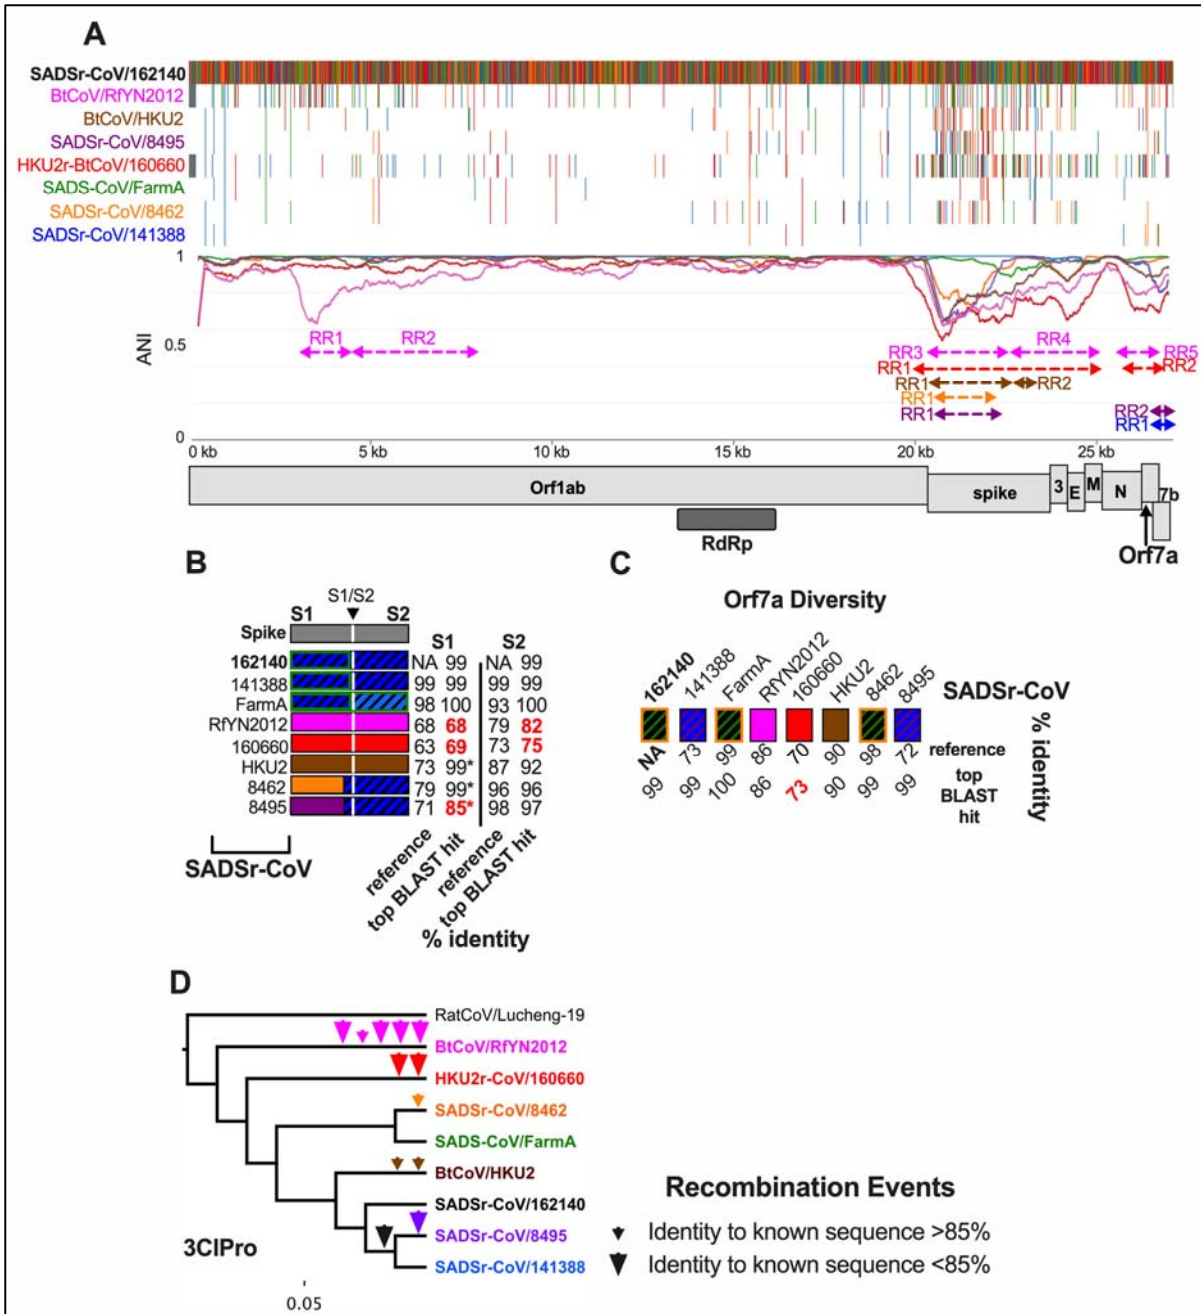 A
SADSr-CoV/162140
BtCoV/RfYN2012
BtCoV/HKU2
SADSr-CoV/8495
HKU2r-BtCoV/160660
SADS-CoV/FarmA
SADSr-CoV/8462
SADSr-CoV/141388
1
ANI
0.5
0
RR1 RR2 RR3 RR4 RR5
RR1 RR2
RR1 RR2
RR1
RR1 RR2
RR1
0 kb 5 kb 10 kb 15 kb 20 kb 25 kb
Orf1ab spike 3 E M N 7b
RdRp Orf7a
B
S1/S2
S1 S2
Spike S1 S2
162140 NA 99 NA 99
141388 99 99 99 99
FarmA 98 100 93 100
RfYN2012 68 68 79 82
160660 63 69 73 75
HKU2 73 99* 87 92
8462 79 99* 96 96
8495 71 85* 98 97
SADSr-CoV
reference
top BLAST hit
reference
top BLAST hit
% identity
C
Orf7a Diversity
162140 141388 FarmA RfYN2012 160660 HKU2 8462 8495
SADSr-CoV
NA 73 99 86 70 90 98 72 reference
99 99 100 86 73 90 99 99 top
BLAST
hit
% identity
D
RatCoV/Lucheng-19
BtCoV/RfYN2012
HKU2r-CoV/160660
SADSr-CoV/8462
SADS-CoV/FarmA
BtCoV/HKU2
SADSr-CoV/162140
SADSr-CoV/8495
SADSr-CoV/141388
3ClPro
0.05
Recombination Events
Identity to known sequence >85%
Identity to known sequence <85%